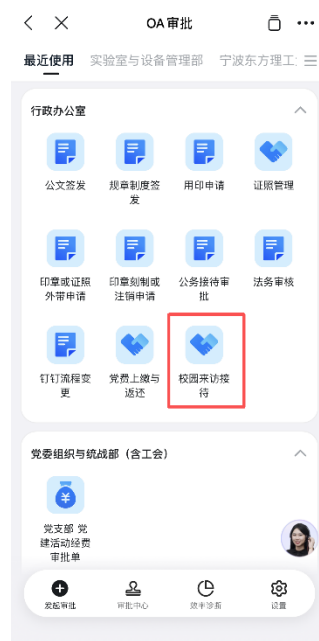 OA审批
最近使用 实验室与设备管理部 宁波东方理工
行政办公室
公文签发 规章制度签发 用印申请 证照管理
印章或证照外带申请 印章刻制或注销申请 公务接待审批 法务审核
钉钉流程变更 党费上缴与返还 校园来访接待
党委组织与统战部（含工会）
党支部 党建活动经费审批单
发起审批 审批中心 效率诊断 设置